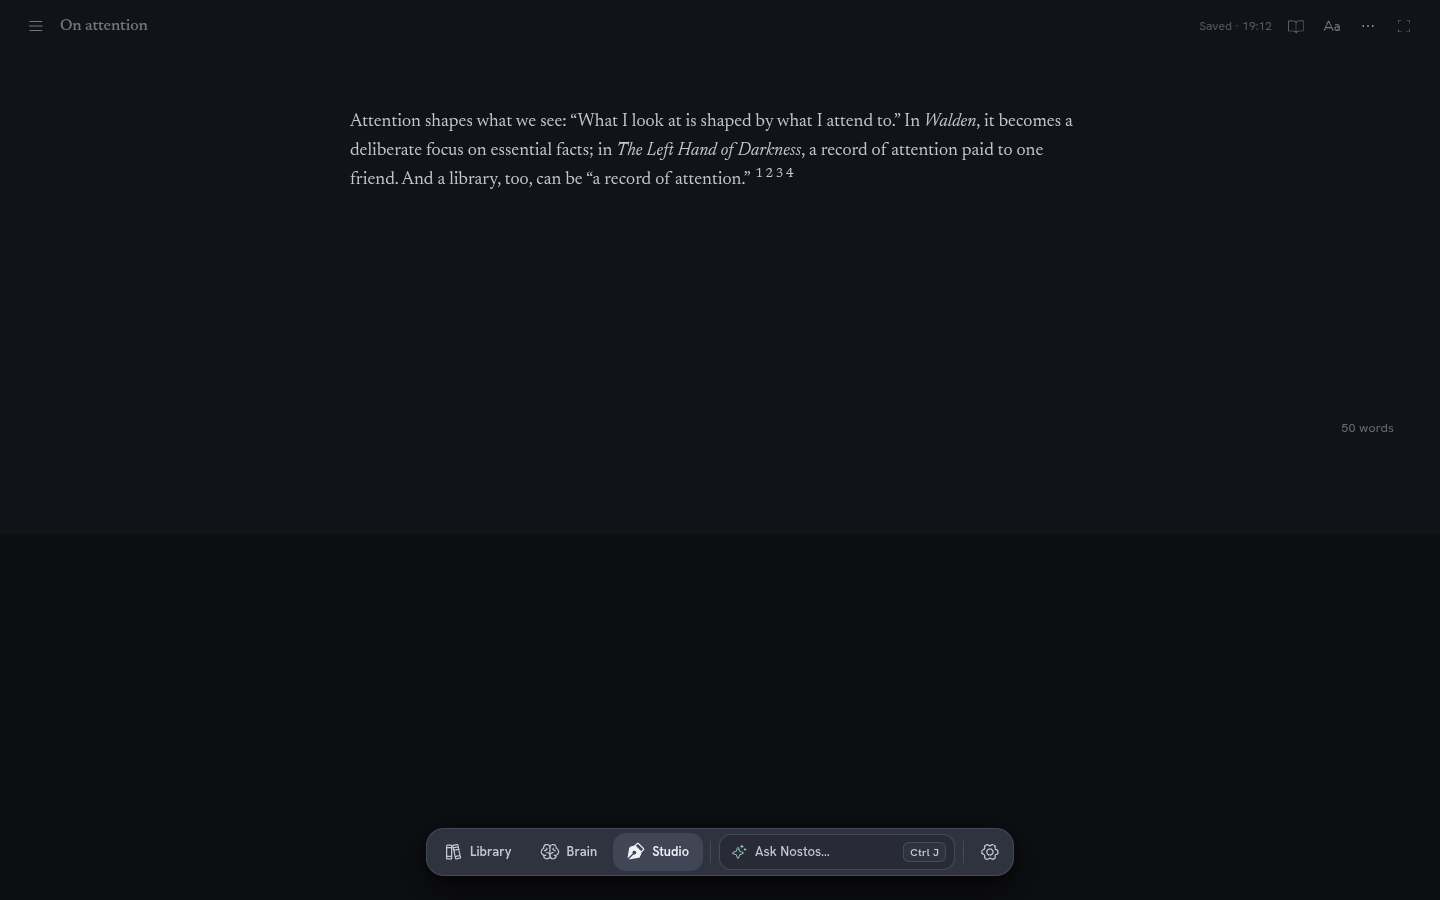 On attention
Saved · 19:12
Aa
Attention shapes what we see: “What I look at is shaped by what I attend to.” In Walden, it becomes a
deliberate focus on essential facts; in The Left Hand of Darkness, a record of attention paid to one
friend. And a library, too, can be “a record of attention.” 1 2 3 4
50 words
Library Brain Studio Ask Nostos... Ctrl J